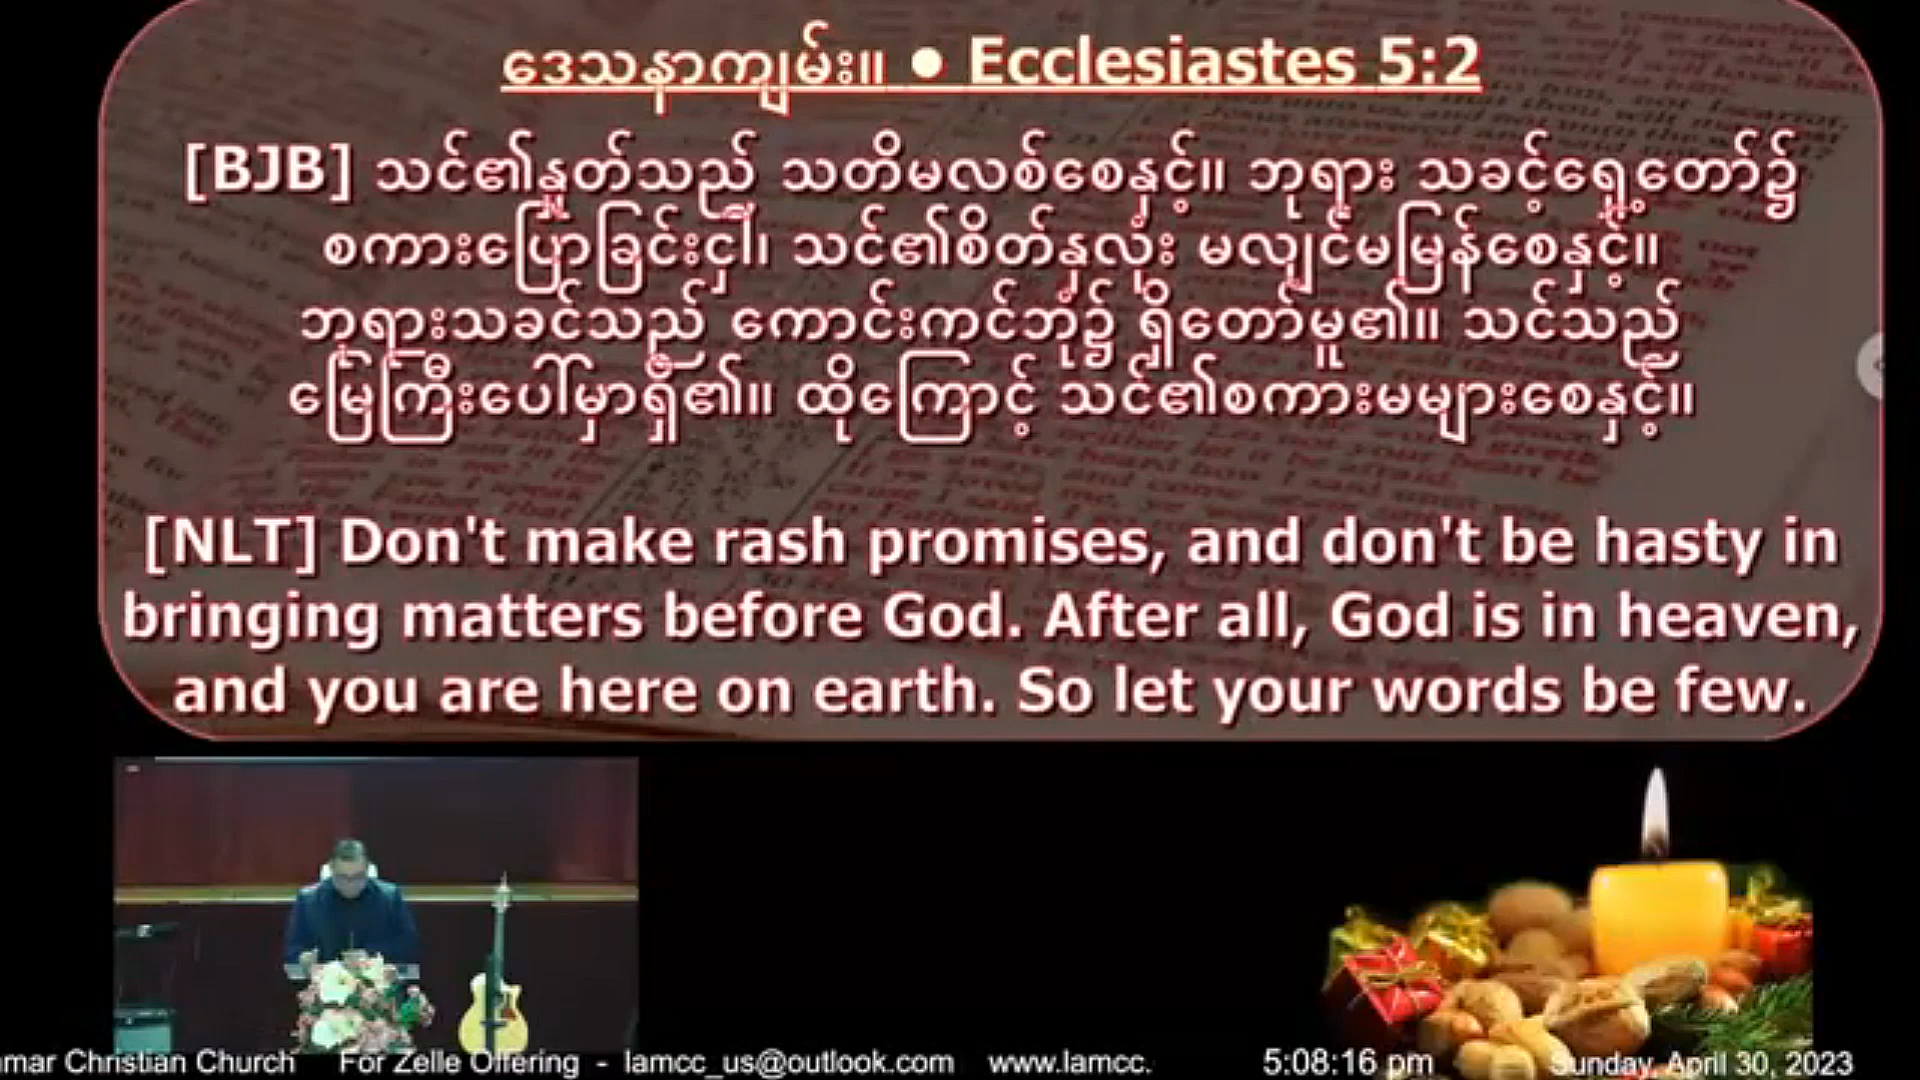 ဒေသနာကျမ်း။ ● Ecclesiastes 5:2
[BJB] သင်၏နှုတ်သည် သတိမလစ်စေနှင့်။ ဘုရား သခင့်ရှေ့တော်၌
စကားပြောခြင်းငှါ၊ သင်၏စိတ်နှလုံး မလျင်မမြန်စေနှင့်။
ဘုရားသခင်သည် ကောင်းကင်ဘုံ၌ ရှိတော်မူ၏။ သင်သည်
မြေကြီးပေါ်မှာရှိ၏။ ထိုကြောင့် သင်၏စကားမများစေနှင့်။
[NLT] Don't make rash promises, and don't be hasty in
bringing matters before God. After all, God is in heaven,
and you are here on earth. So let your words be few.
nmar Christian Church For Zelle Offering - lamcc_us@outlook.com www.lamcc. 5:08:16 pm Sunday, April 30, 2023